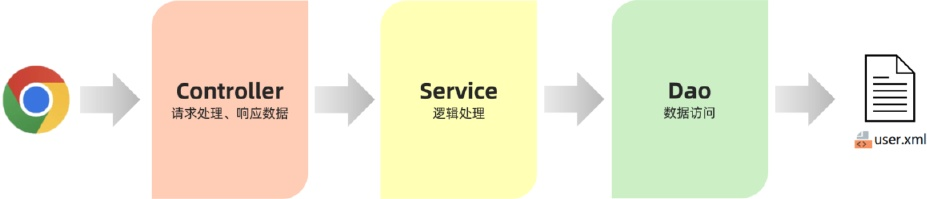 Controller
请求处理、响应数据
Service
逻辑处理
Dao
数据访问
user.xml